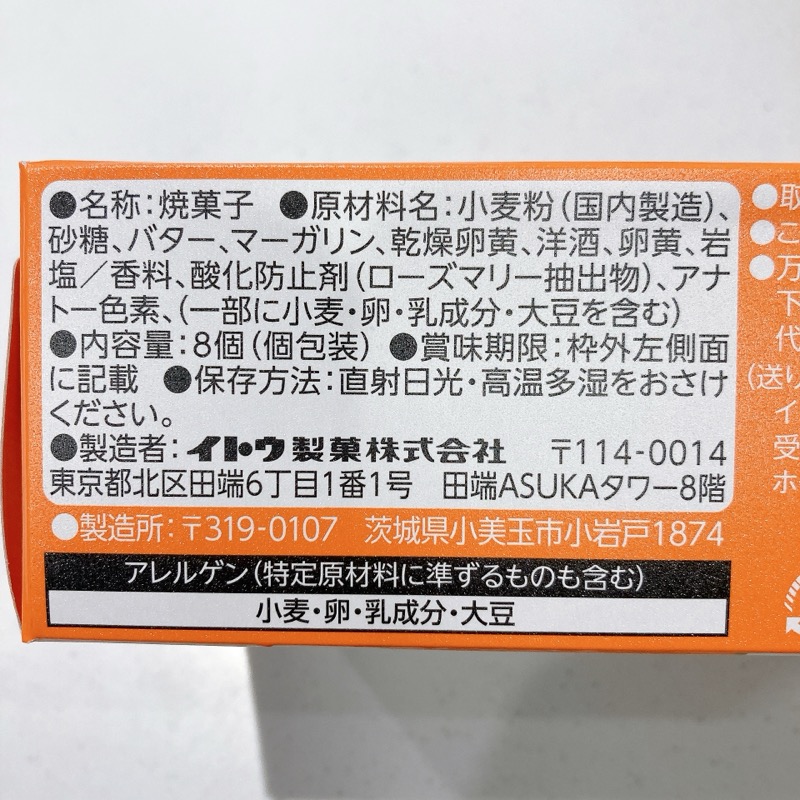 ●名称：焼菓子　●原材料名：小麦粉（国内製造）、
砂糖、バター、マーガリン、乾燥卵黄、洋酒、卵黄、岩
塩／香料、酸化防止剤（ローズマリー抽出物）、アナ
トー色素、（一部に小麦・卵・乳成分・大豆を含む）
●内容量：8個（個包装）　●賞味期限：枠外左側面
に記載　●保存方法：直射日光・高温多湿をおさけ
ください。
●製造者：イトウ製菓株式会社　〒114-0014
東京都北区田端6丁目1番1号　田端ASUKAタワー8階
●製造所：〒319-0107　茨城県小美玉市小岩戸1874
アレルゲン（特定原材料に準ずるものも含む）
小麦・卵・乳成分・大豆
●取
●こ
●万
下
代
（送り
イ
受
ホ